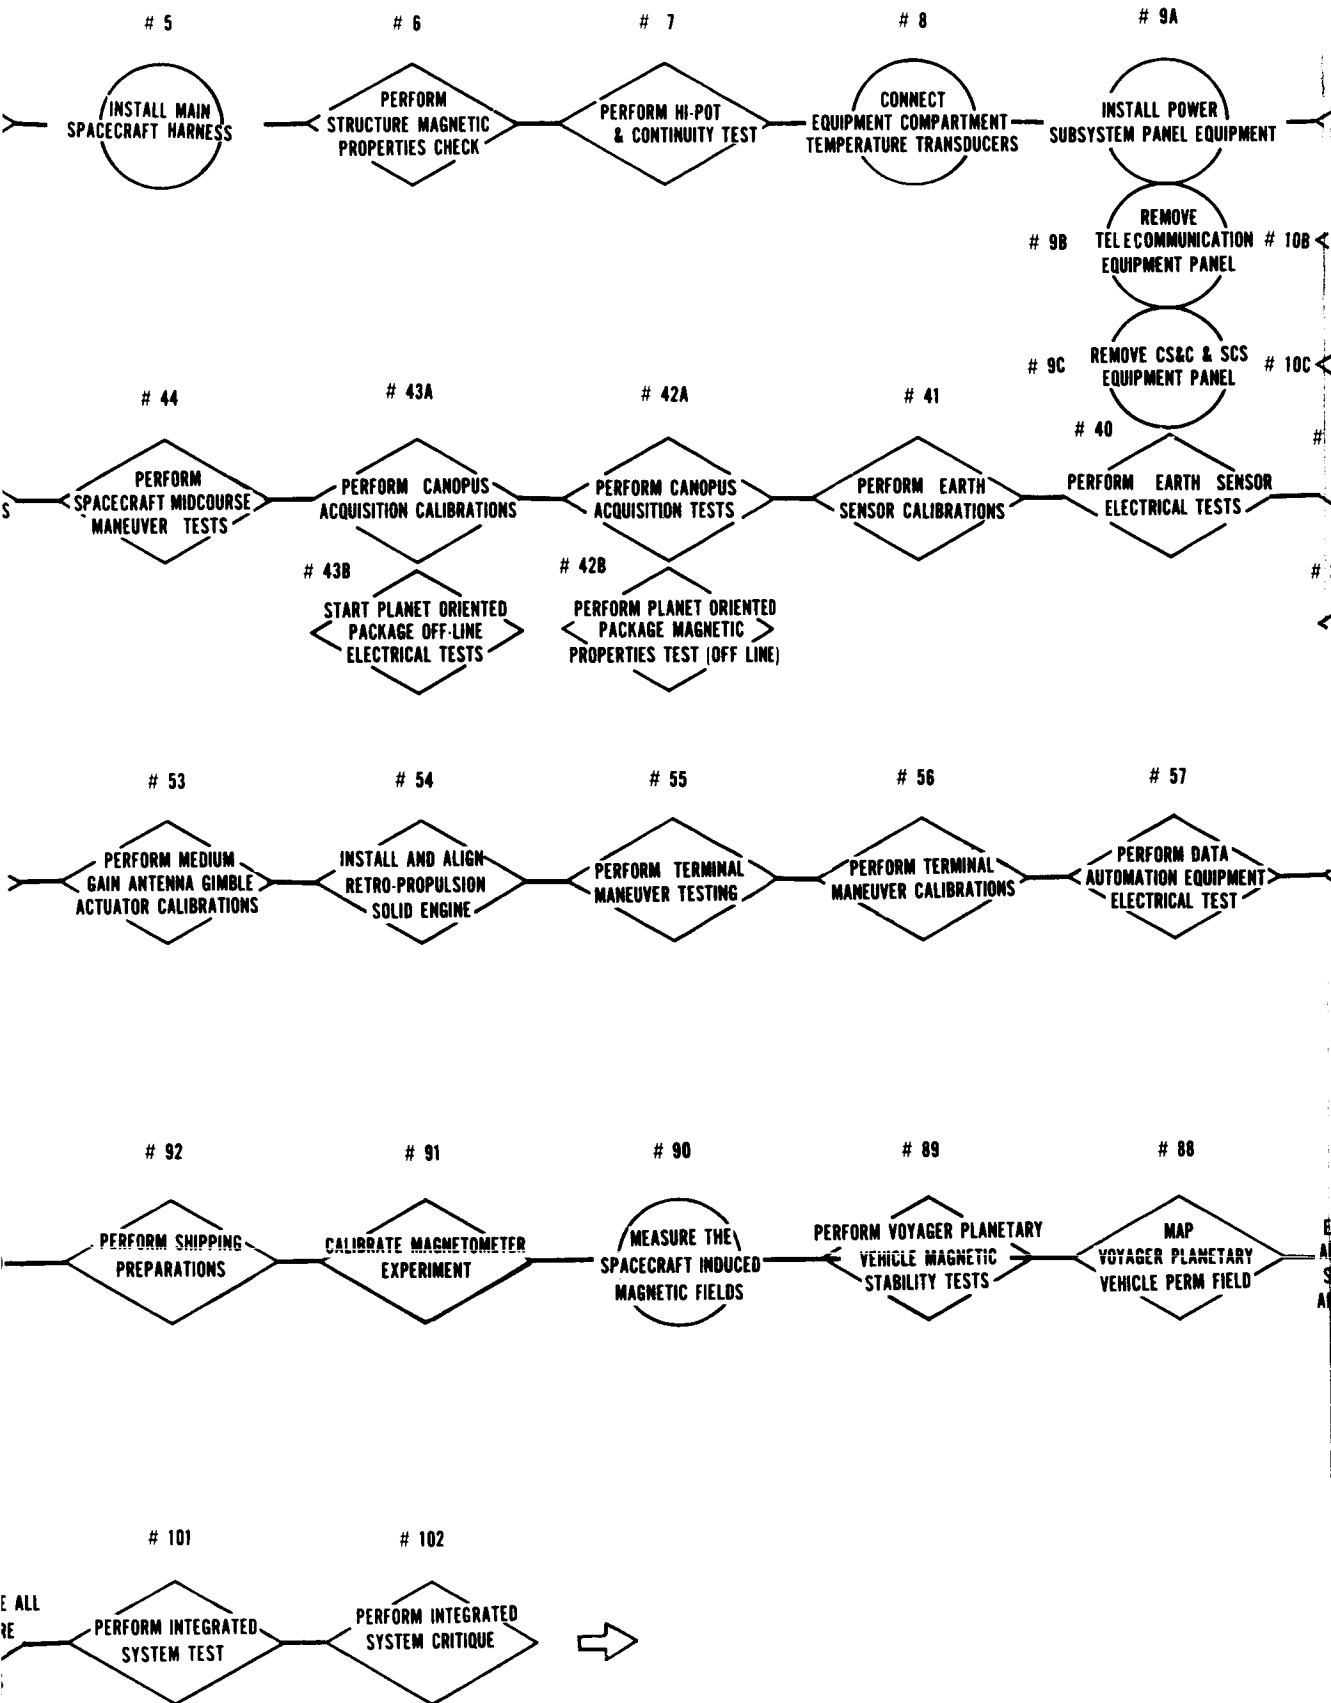 # 5
# 6
# 7
# 8
# 9A
INSTALL MAIN
SPACECRAFT HARNESS
PERFORM
STRUCTURE MAGNETIC
PROPERTIES CHECK
PERFORM HI-POT
& CONTINUITY TEST
CONNECT
EQUIPMENT COMPARTMENT
TEMPERATURE TRANSDUCERS
INSTALL POWER
SUBSYSTEM PANEL EQUIPMENT
# 9B
REMOVE
TELECOMMUNICATION
EQUIPMENT PANEL
# 10B
# 9C
REMOVE CS&C & SCS
EQUIPMENT PANEL
# 10C
# 44
# 43A
# 42A
# 41
# 40
#
S
PERFORM
SPACECRAFT MIDCOURSE
MANEUVER TESTS
PERFORM CANOPUS
ACQUISITION CALIBRATIONS
PERFORM CANOPUS
ACQUISITION TESTS
PERFORM EARTH
SENSOR CALIBRATIONS
PERFORM EARTH SENSOR
ELECTRICAL TESTS
# 43B
START PLANET ORIENTED
PACKAGE OFF-LINE
ELECTRICAL TESTS
# 42B
PERFORM PLANET ORIENTED
PACKAGE MAGNETIC
PROPERTIES TEST (OFF LINE)
#
# 53
# 54
# 55
# 56
# 57
PERFORM MEDIUM
GAIN ANTENNA GIMBLE
ACTUATOR CALIBRATIONS
INSTALL AND ALIGN
RETRO-PROPULSION
SOLID ENGINE
PERFORM TERMINAL
MANEUVER TESTING
PERFORM TERMINAL
MANEUVER CALIBRATIONS
PERFORM DATA
AUTOMATION EQUIPMENT
ELECTRICAL TEST
# 92
# 91
# 90
# 89
# 88
PERFORM SHIPPING
PREPARATIONS
CALIBRATE MAGNETOMETER
EXPERIMENT
MEASURE THE
SPACECRAFT INDUCED
MAGNETIC FIELDS
PERFORM VOYAGER PLANETARY
VEHICLE MAGNETIC
STABILITY TESTS
MAP
VOYAGER PLANETARY
VEHICLE PERM FIELD
# 101
# 102
E ALL
RE
PERFORM INTEGRATED
SYSTEM TEST
PERFORM INTEGRATED
SYSTEM CRITIQUE